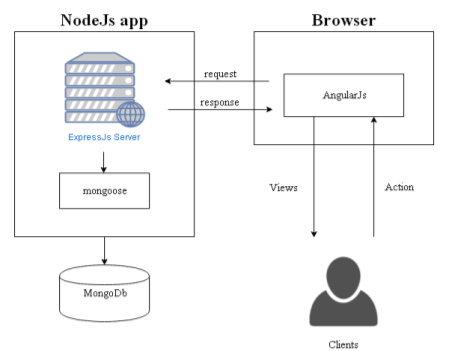 NodeJs app
Browser
request
response
AngularJs
ExpressJs Server
mongoose
Views
Action
MongoDb
Clients